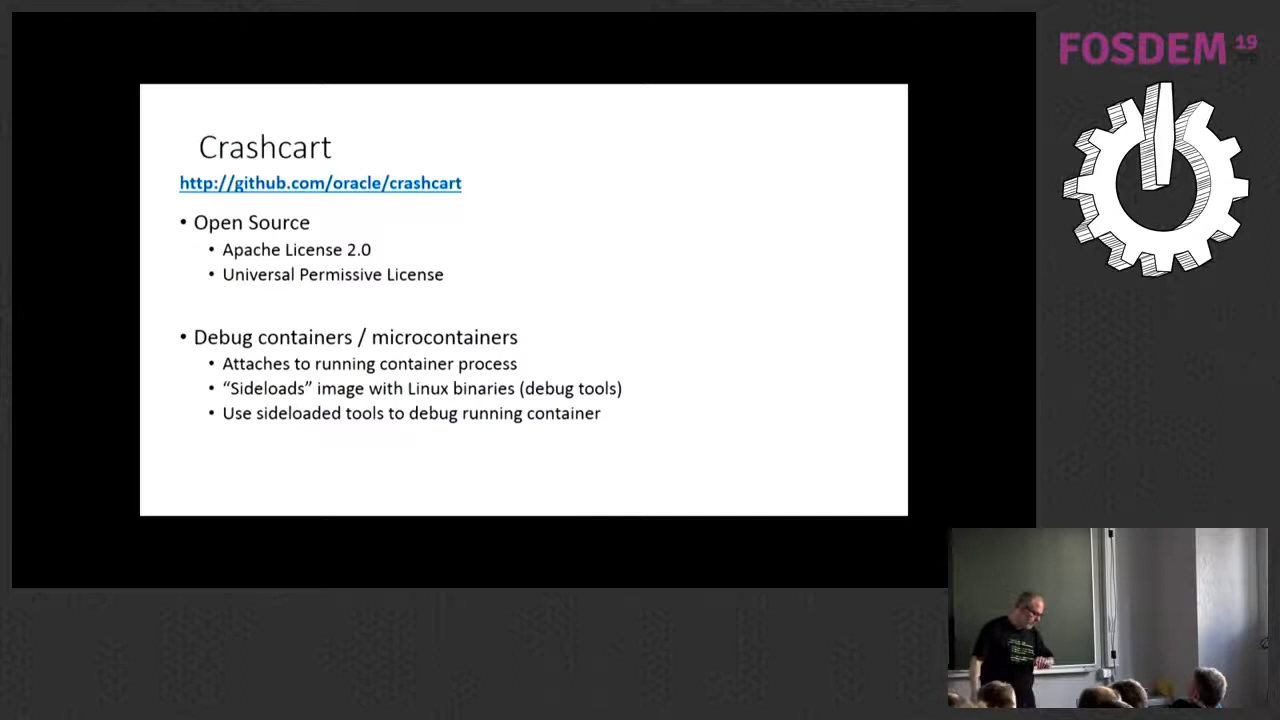 Crashcart
http://github.com/oracle/crashcart
• Open Source
• Apache License 2.0
• Universal Permissive License
• Debug containers / microcontainers
• Attaches to running container process
• “Sideloads” image with Linux binaries (debug tools)
• Use sideloaded tools to debug running container
FOSDEM 19